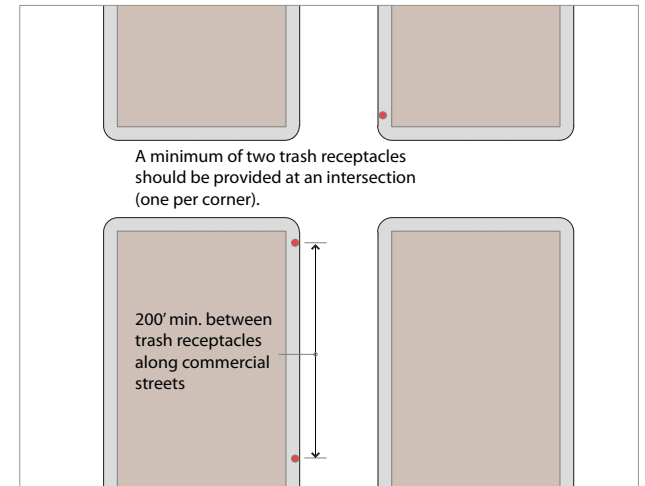 A minimum of two trash receptacles
should be provided at an intersection
(one per corner).
200' min. between
trash receptacles
along commercial
streets